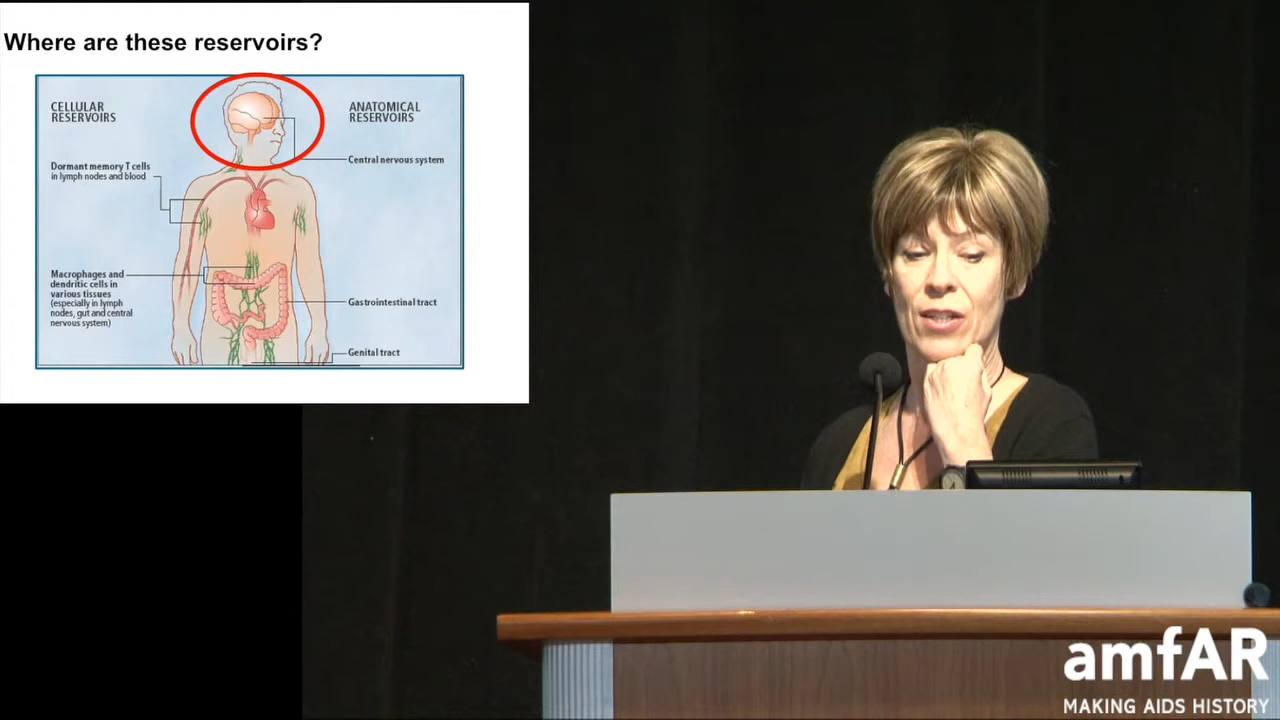 Where are these reservoirs?
CELLULAR
RESERVOIRS
ANATOMICAL
RESERVOIRS
Central nervous system
Dormant memory T cells
in lymph nodes and blood
Macrophages and
dendritic cells in
various tissues
(especially in lymph
nodes, gut and central
nervous system)
Gastrointestinal tract
Genital tract
amfAR
MAKING AIDS HISTORY